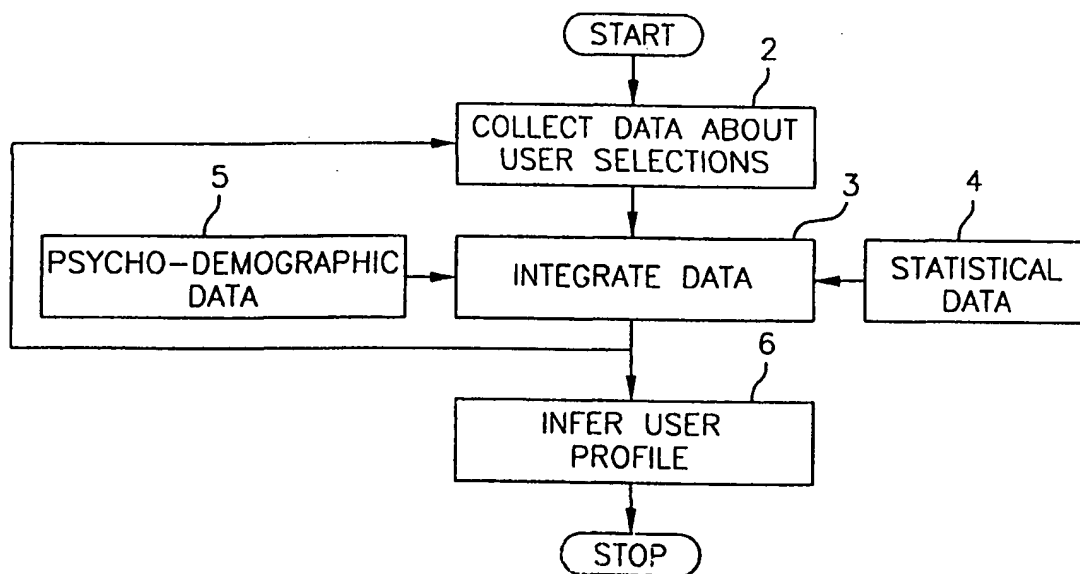 START
2
COLLECT DATA ABOUT
USER SELECTIONS
5
3
4
PSYCHO-DEMOGRAPHIC
DATA
INTEGRATE DATA
STATISTICAL
DATA
6
INFER USER
PROFILE
STOP